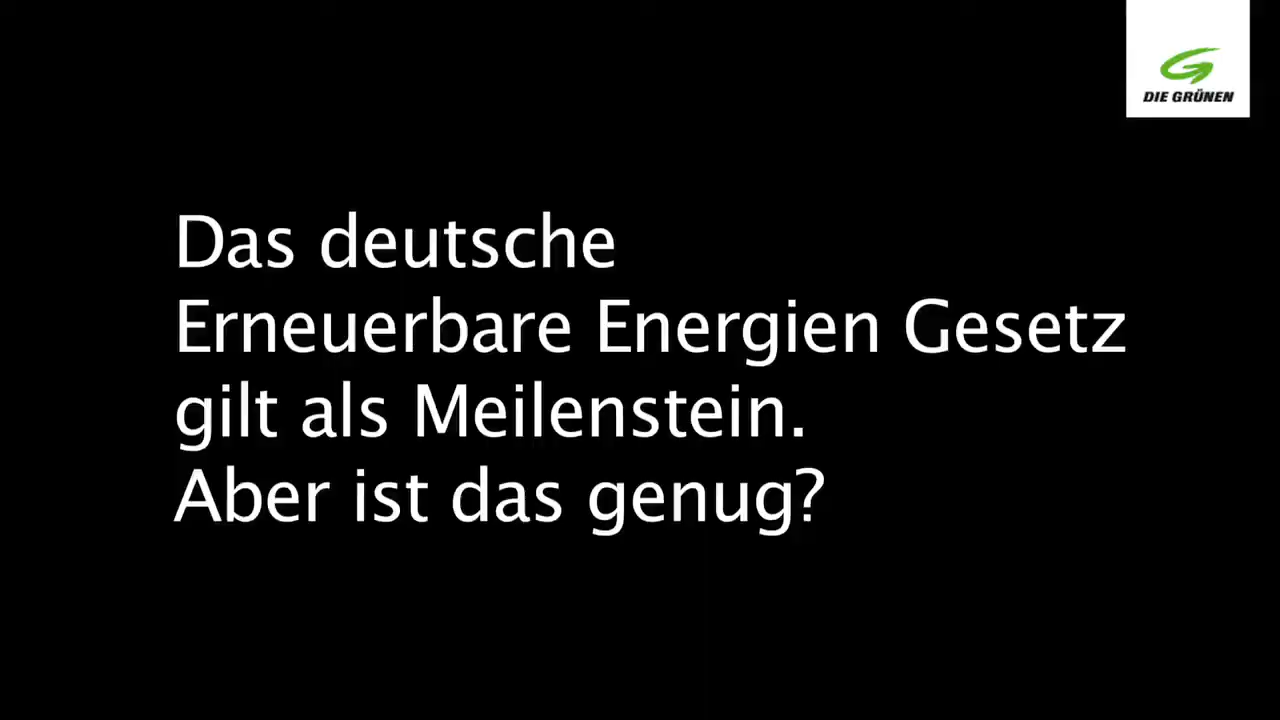 DIE GRÜNEN
Das deutsche
Erneuerbare Energien Gesetz
gilt als Meilenstein.
Aber ist das genug?